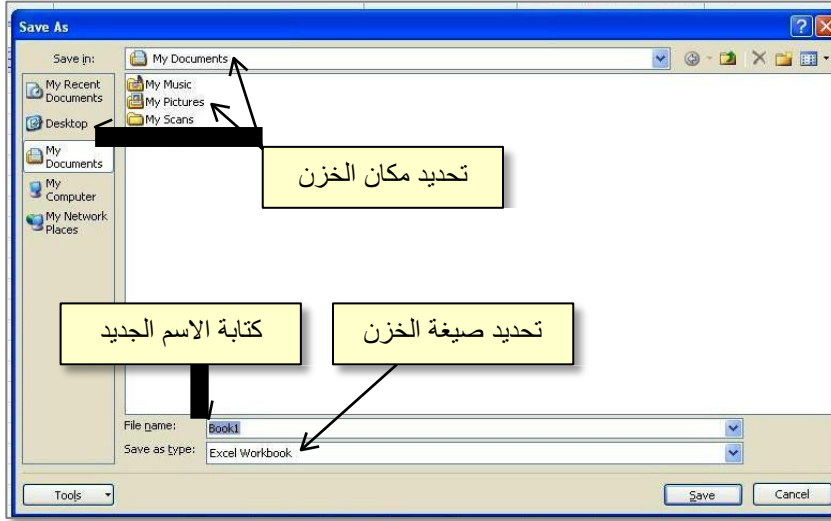 Save As
Save in:
My Documents
My Recent
Documents
Desktop
My
Documents
My
Computer
My Network
Places
My Music
My Pictures
My Scans
تحديد مكان الخزن
كتابة الاسم الجديد
تحديد صيغة الخزن
File name:
Book1
Save as type:
Excel Workbook
Tools
Save
Cancel